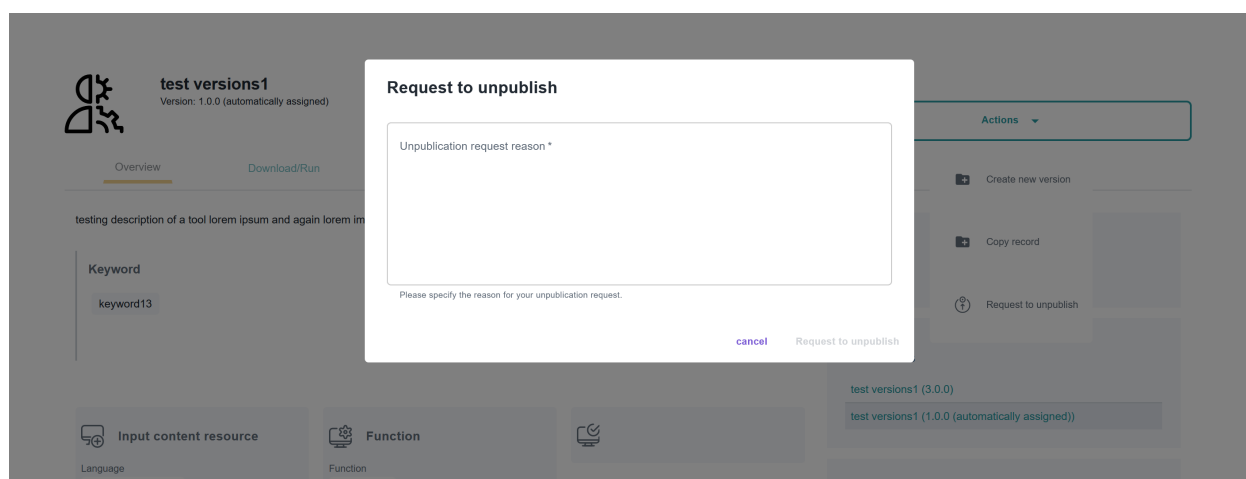 test versions1
Version: 1.0.0 (automatically assigned)
Overview
Download/Run
testing description of a tool lorem ipsum and again lorem im
Keyword
keyword13
Request to unpublish
Unpublication request reason *
Please specify the reason for your unpublication request.
cancel
Request to unpublish
Actions
Create new version
Copy record
Request to unpublish
test versions1 (3.0.0)
test versions1 (1.0.0 (automatically assigned))
Input content resource
Language
Function
Function